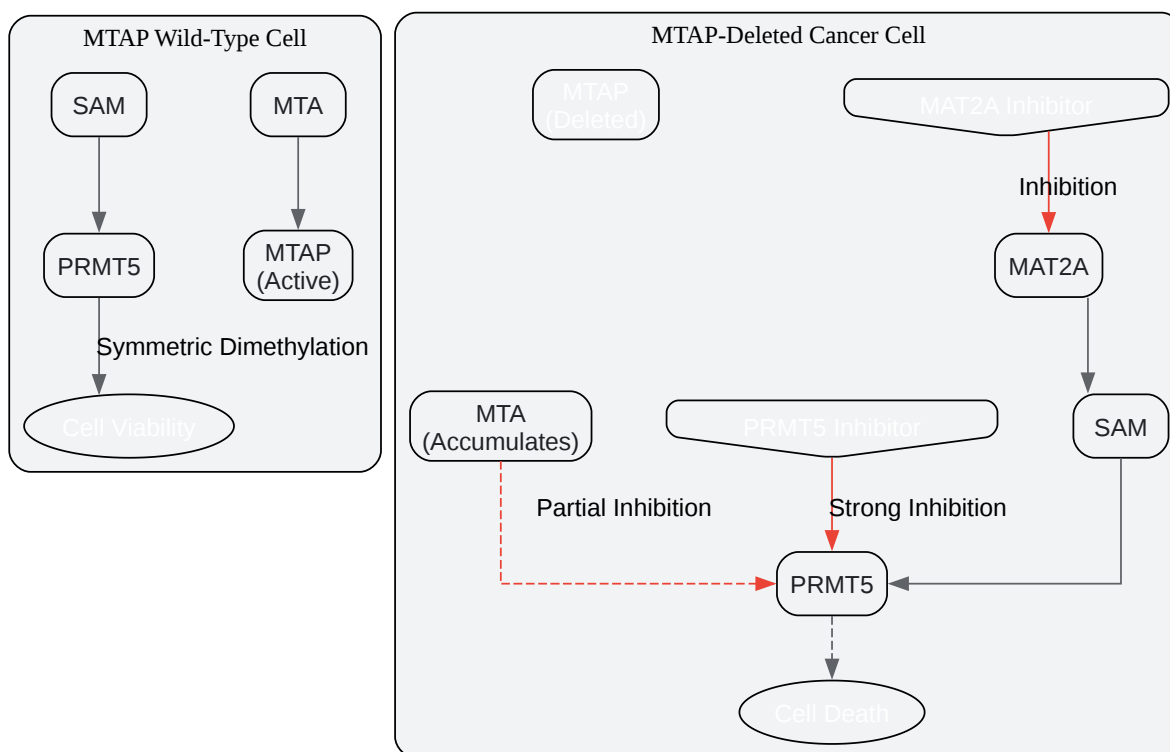 MTAP Wild-Type Cell
SAM
MTA
PRMT5
MTAP
(Active)
Symmetric Dimethylation
Cell Viability
MTAP-Deleted Cancer Cell
MTAP
(Deleted)
MAT2A Inhibitor
Inhibition
MAT2A
MTA
(Accumulates)
PRMT5 Inhibitor
SAM
Partial Inhibition
Strong Inhibition
PRMT5
Cell Death